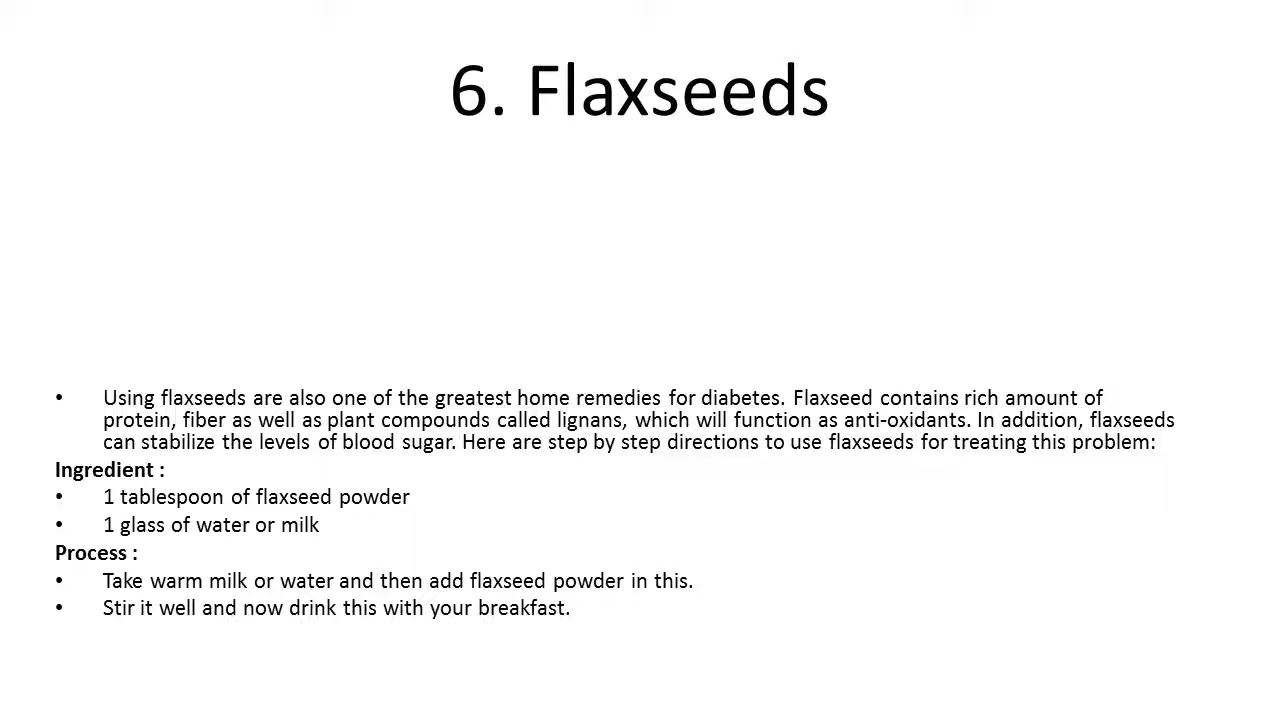 6. Flaxseeds
• Using flaxseeds are also one of the greatest home remedies for diabetes. Flaxseed contains rich amount of
protein, fiber as well as plant compounds called lignans, which will function as anti-oxidants. In addition, flaxseeds
can stabilize the levels of blood sugar. Here are step by step directions to use flaxseeds for treating this problem:
Ingredient :
• 1 tablespoon of flaxseed powder
• 1 glass of water or milk
Process :
• Take warm milk or water and then add flaxseed powder in this.
• Stir it well and now drink this with your breakfast.